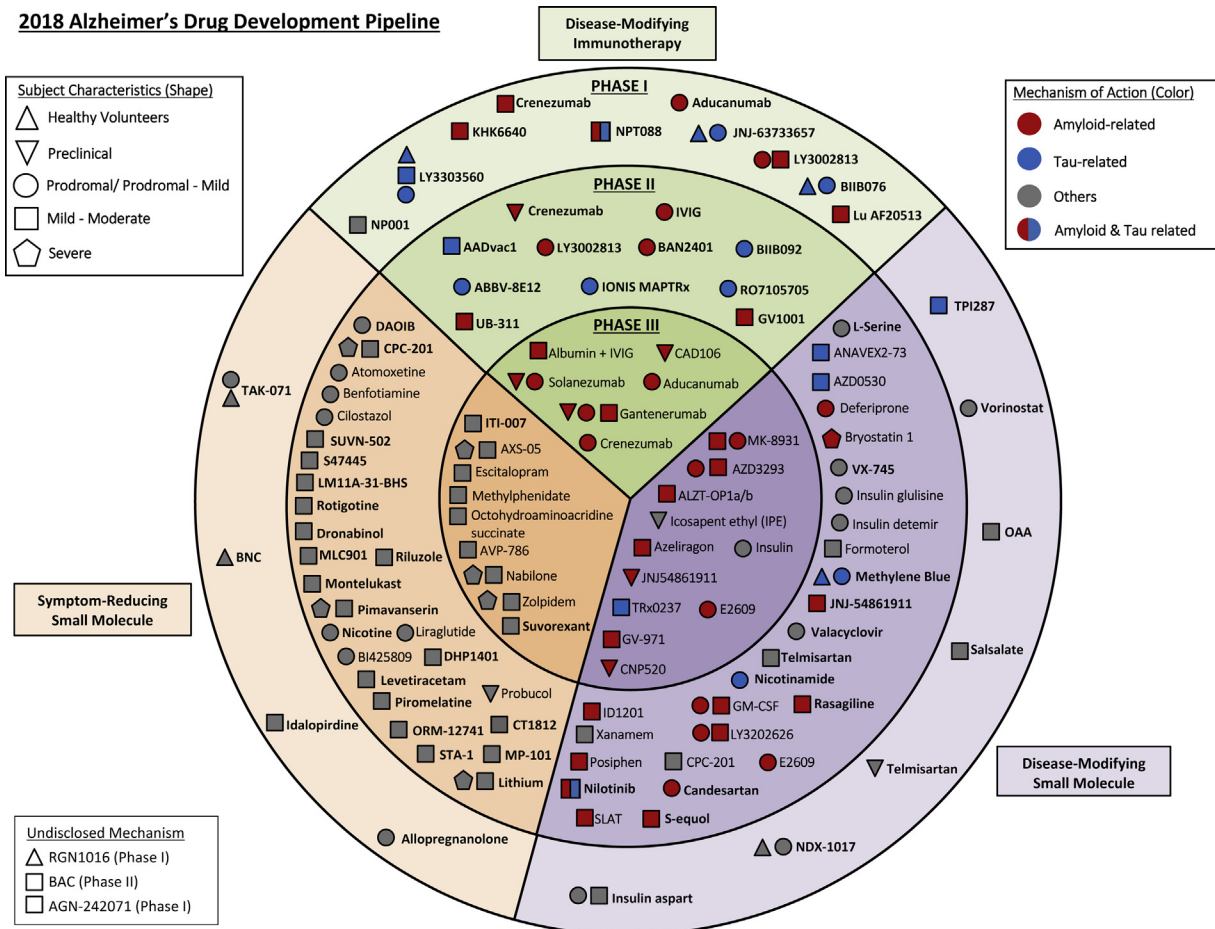 2018 Alzheimer's Drug Development Pipeline
Disease-Modifying
Immunotherapy
Subject Characteristics (Shape)
Healthy Volunteers
Preclinical
Prodromal/ Prodromal - Mild
Mild - Moderate
Severe
Mechanism of Action (Color)
Amyloid-related
Tau-related
Others
Amyloid & Tau related
PHASE I
Crenezumab
Aducanumab
KHK6640
NPT088
JNJ-63733657
LY3002813
LY3303560
BIIB076
NP001
Lu AF20513
PHASE II
Crenezumab
IVIG
AADvac1
LY3002813
BAN2401
BIIB092
ABBV-8E12
IONIS MAPTRx
RO7105705
UB-311
GV1001
PHASE III
Albumin + IVIG
CAD106
Solanezumab
Aducanumab
Gantenerumab
Crenezumab
DAOIB
CPC-201
Atomoxetine
Benfotiamine
Cilostazol
SUVN-502
S47445
LM11A-31-BHS
Rotigotine
Dronabinol
MLC901
Riluzole
Montelukast
Pimavanserin
Nicotine
Liraglutide
BI425809
DHP1401
Levetiracetam
Probucol
Piromelatine
ORM-12741
CT1812
STA-1
MP-101
Lithium
TAK-071
BNC
Idalopirdine
Allopregnanolone
Symptom-Reducing
Small Molecule
ITI-007
AXS-05
Escitalopram
Methylphenidate
Octohydroaminoacridine
succinate
AVP-786
Nabilone
Zolpidem
Suvorexant
MK-8931
AZD3293
ALZT-OP1a/b
Icosapent ethyl (IPE)
Azeliragon
Insulin
JNJ54861911
TRx0237
E2609
GV-971
CNP520
L-Serine
ANAVEX2-73
AZD0530
Deferiprone
Bryostatin 1
VX-745
Insulin glulisine
Insulin detemir
Formoterol
Methylene Blue
JNJ-54861911
Valacyclovir
Telmisartan
Nicotinamide
ID1201
GM-CSF
Rasagiline
Xanamem
LY3202626
Posiphen
CPC-201
E2609
Nilotinib
Candesartan
SLAT
S-equol
TPI287
Vorinostat
OAA
Salsalate
Telmisartan
NDX-1017
Insulin aspart
Disease-Modifying
Small Molecule
Undisclosed Mechanism
RGN1016 (Phase I)
BAC (Phase II)
AGN-242071 (Phase I)